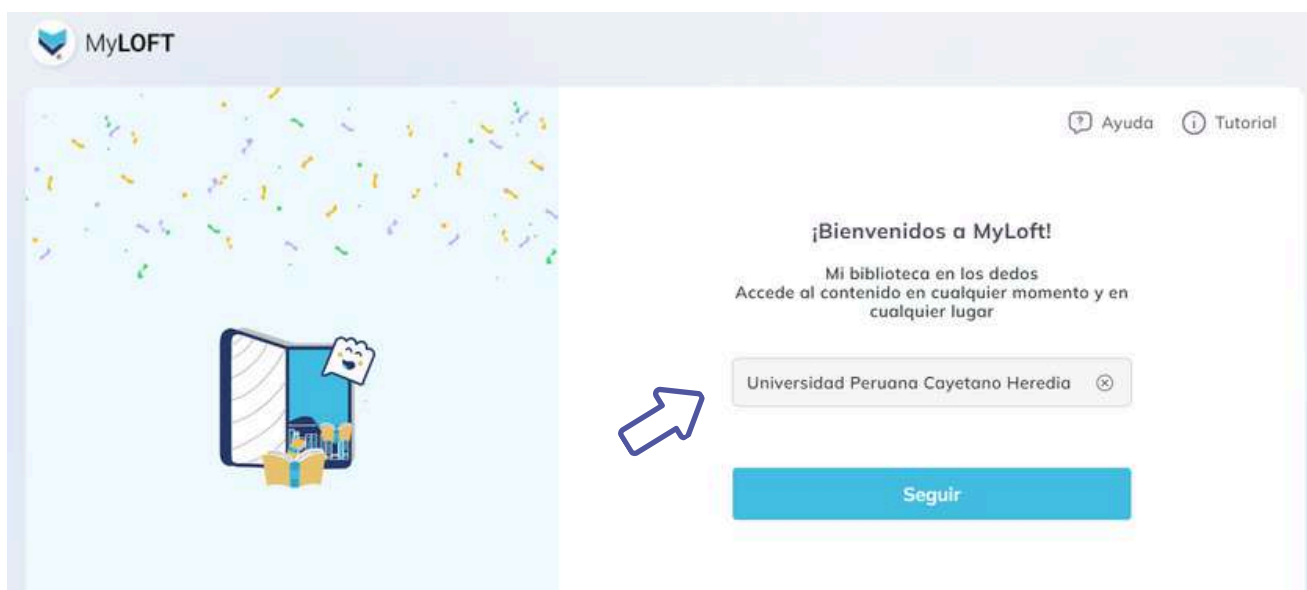 MyLOFT
Ayuda
Tutorial
¡Bienvenidos a MyLoft!
Mi biblioteca en los dedos
Accede al contenido en cualquier momento y en
cualquier lugar
Universidad Peruana Cayetano Heredia
Seguir